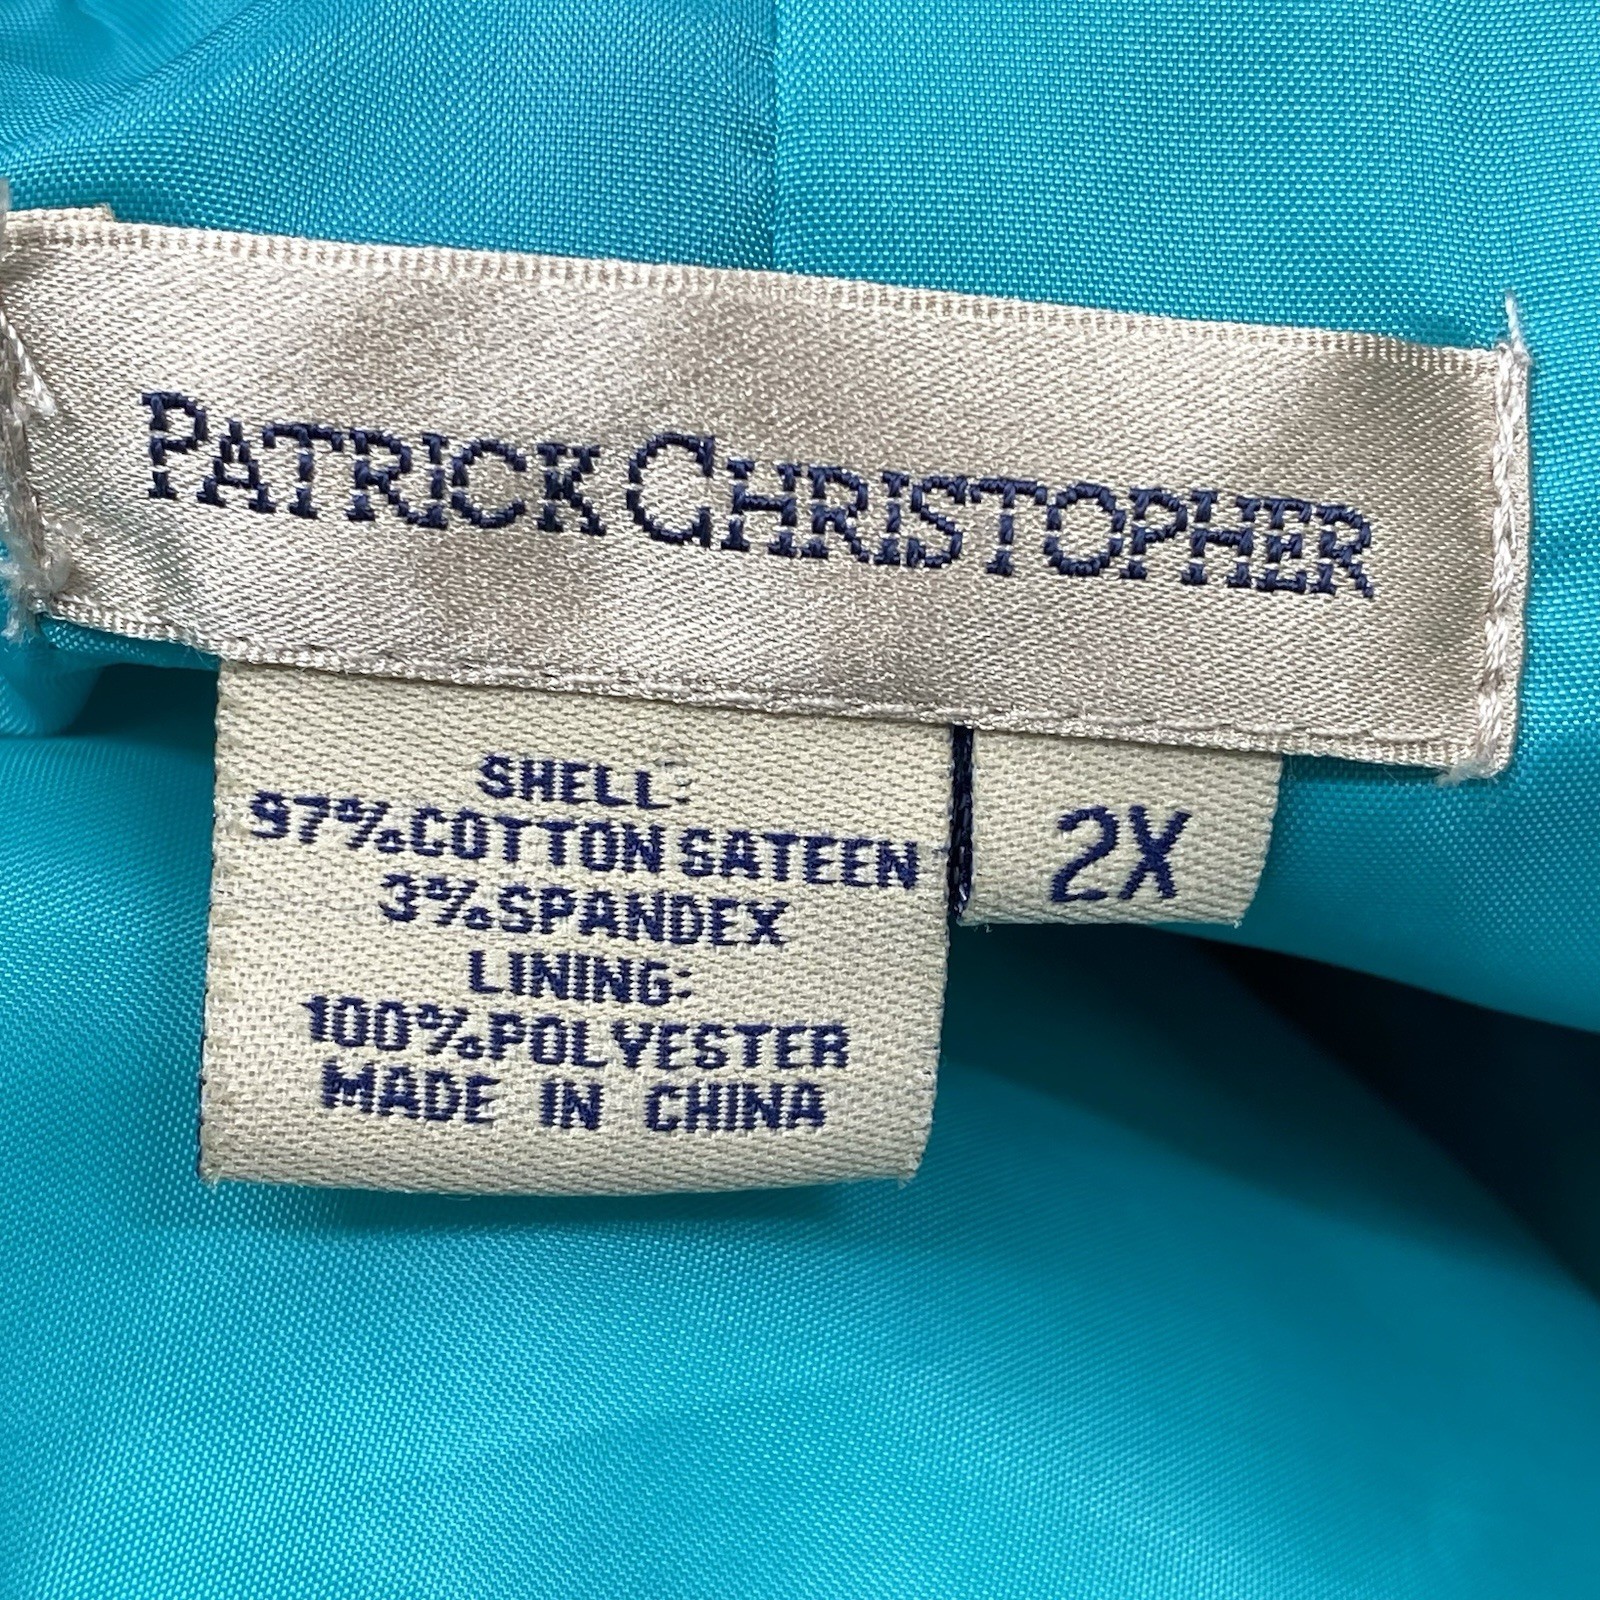 PATRICK CHRISTOPHER
SHELL:
97%COTTON SATEEN
3%SPANDEX
LINING:
100%POLYESTER
MADE IN CHINA
2X